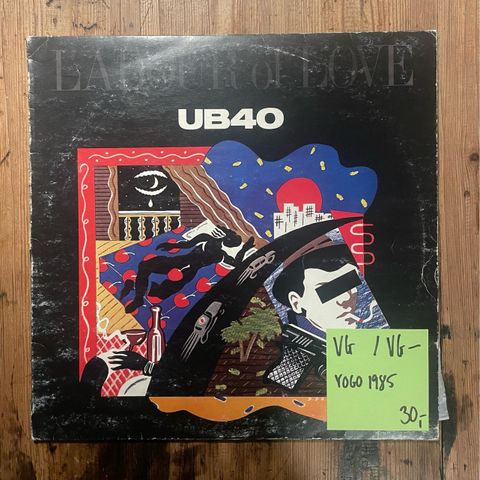 LABOUR of LOVE
UB40
VG / VG-
YOGO 1985
30,-